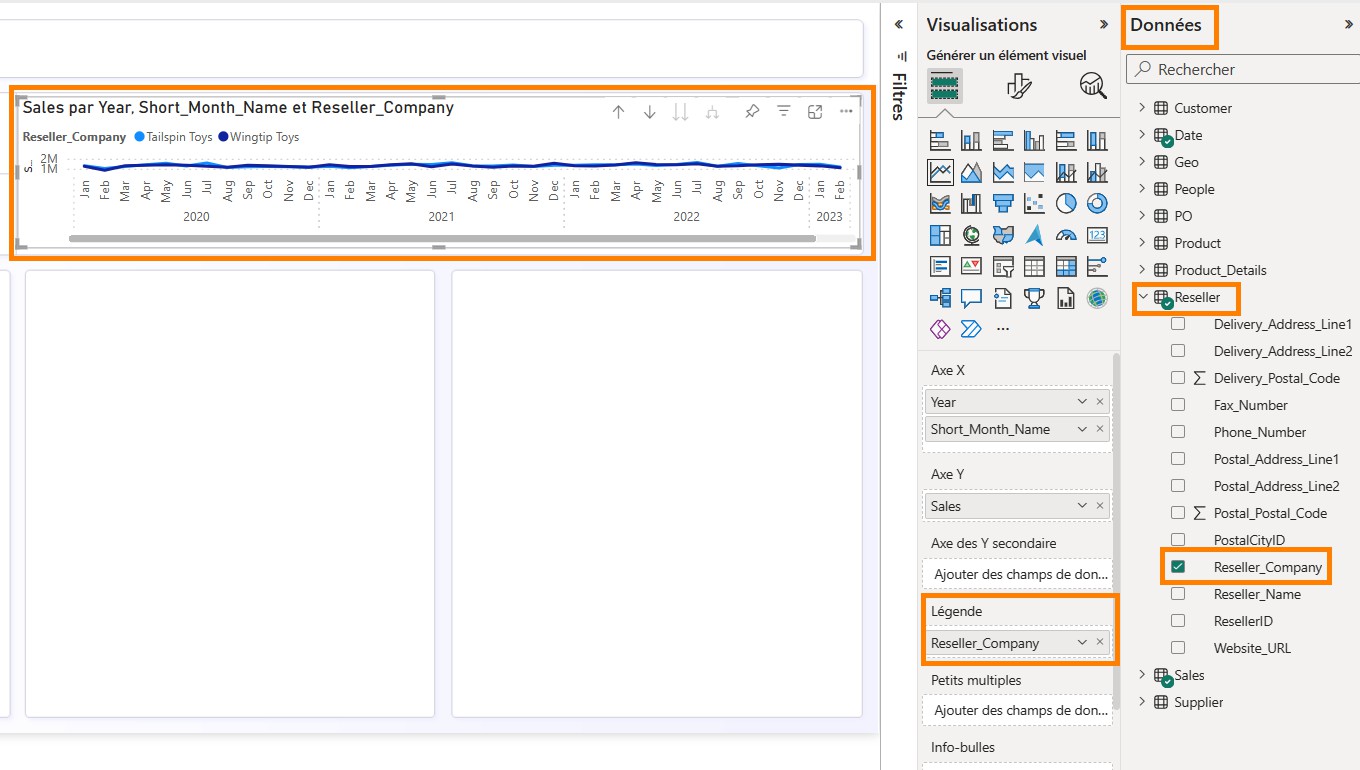 Sales par Year, Short_Month_Name et Reseller_Company
Reseller_Company Tailspin Toys Wingtip Toys
S...
2M
1M
Jan Feb Mar Apr May Jun Jul Aug Sep Oct Nov Dec Jan Feb Mar Apr May Jun Jul Aug Sep Oct Nov Dec Jan Feb Mar Apr May Jun Jul Aug Sep Oct Nov Dec Jan Feb
2020 2021 2022 2023
Filtres
Visualisations
Générer un élément visuel
123
Axe X
Year
Short_Month_Name
Axe Y
Sales
Axe des Y secondaire
Ajouter des champs de don...
Légende
Reseller_Company
Petits multiples
Ajouter des champs de don...
Info-bulles
Données
Rechercher
Customer
Date
Geo
People
PO
Product
Product_Details
Reseller
Delivery_Address_Line1
Delivery_Address_Line2
Delivery_Postal_Code
Fax_Number
Phone_Number
Postal_Address_Line1
Postal_Address_Line2
Postal_Postal_Code
PostalCityID
Reseller_Company
Reseller_Name
ResellerID
Website_URL
Sales
Supplier